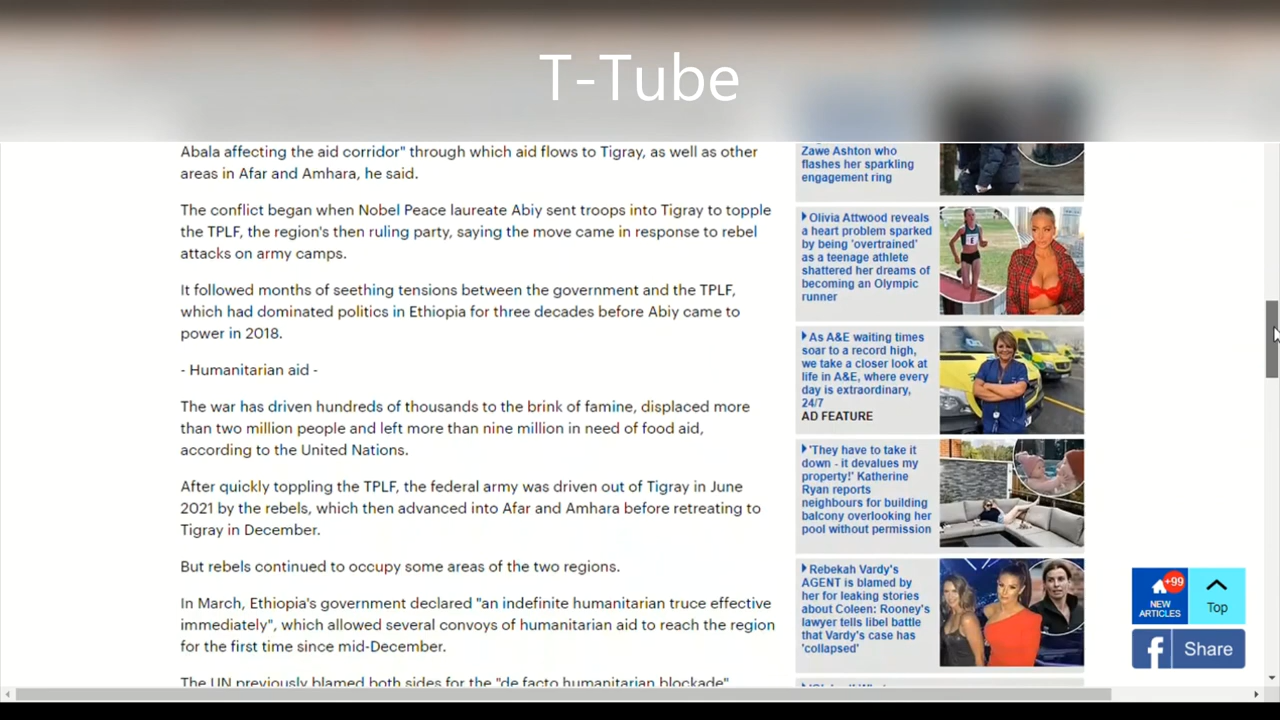 T-Tube
Abala affecting the aid corridor" through which aid flows to Tigray, as well as other
areas in Afar and Amhara, he said.
The conflict began when Nobel Peace laureate Abiy sent troops into Tigray to topple
the TPLF, the region's then ruling party, saying the move came in response to rebel
attacks on army camps.
It followed months of seething tensions between the government and the TPLF,
which had dominated politics in Ethiopia for three decades before Abiy came to
power in 2018.
- Humanitarian aid -
The war has driven hundreds of thousands to the brink of famine, displaced more
than two million people and left more than nine million in need of food aid,
according to the United Nations.
After quickly toppling the TPLF, the federal army was driven out of Tigray in June
2021 by the rebels, which then advanced into Afar and Amhara before retreating to
Tigray in December.
But rebels continued to occupy some areas of the two regions.
In March, Ethiopia's government declared "an indefinite humanitarian truce effective
immediately", which allowed several convoys of humanitarian aid to reach the region
for the first time since mid-December.
The UN previously blamed both sides for the "de facto humanitarian blockade"
Zawe Ashton who
flashes her sparkling
engagement ring
Olivia Attwood reveals
a heart problem sparked
by being 'overtrained'
as a teenage athlete
shattered her dreams of
becoming an Olympic
runner
As A&E waiting times
soar to a record high,
we take a closer look at
life in A&E, where every
day is extraordinary,
24/7
AD FEATURE
'They have to take it
down - it devalues my
property!' Katherine
Ryan reports
neighbours for building
balcony overlooking her
pool without permission
Rebekah Vardy's
AGENT is blamed by
her for leaking stories
about Coleen: Rooney's
lawyer tells libel battle
that Vardy's case has
'collapsed'
+99
NEW
ARTICLES
Top
f Share